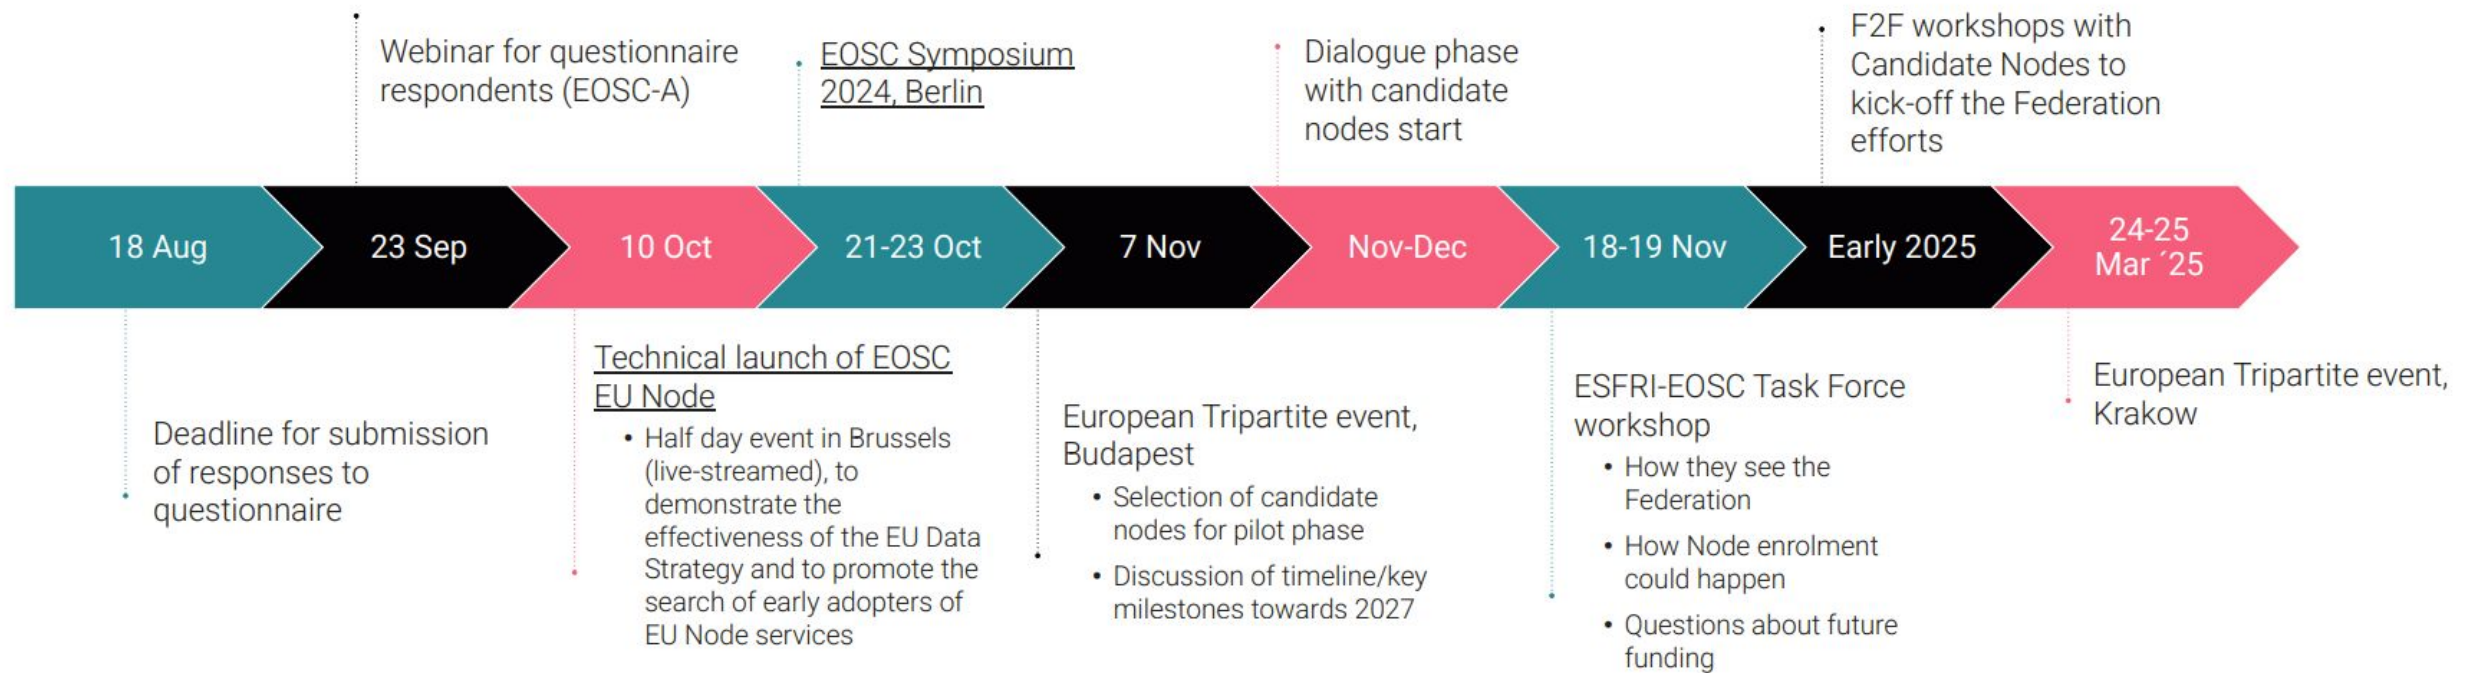 Webinar for questionnaire
respondents (EOSC-A)
EOSC Symposium
2024, Berlin
Dialogue phase
with candidate
nodes start
F2F workshops with
Candidate Nodes to
kick-off the Federation
efforts
18 Aug
23 Sep
10 Oct
21-23 Oct
7 Nov
Nov-Dec
18-19 Nov
Early 2025
24-25
Mar ´25
Deadline for submission
of responses to
questionnaire
Technical launch of EOSC
EU Node
• Half day event in Brussels
(live-streamed), to
demonstrate the
effectiveness of the EU Data
Strategy and to promote the
search of early adopters of
EU Node services
European Tripartite event,
Budapest
• Selection of candidate
nodes for pilot phase
• Discussion of timeline/key
milestones towards 2027
ESFRI-EOSC Task Force
workshop
• How they see the
Federation
• How Node enrolment
could happen
• Questions about future
funding
European Tripartite event,
Krakow